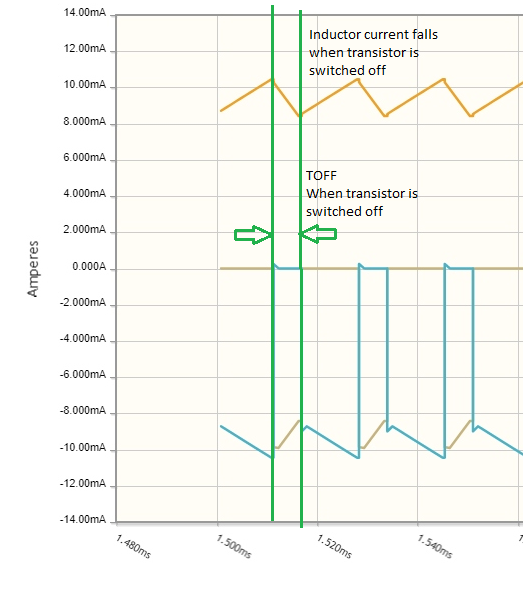 14.00mA
12.00mA
10.00mA
8.000mA
6.000mA
4.000mA
2.000mA
0.000mA
-2.000mA
-4.000mA
-6.000mA
-8.000mA
-10.00mA
-12.00mA
-14.00mA
Amperes
Inductor current falls
when transistor is
switched off
TOFF
When transistor is
switched off
1.480ms
1.500ms
1.520ms
1.540ms